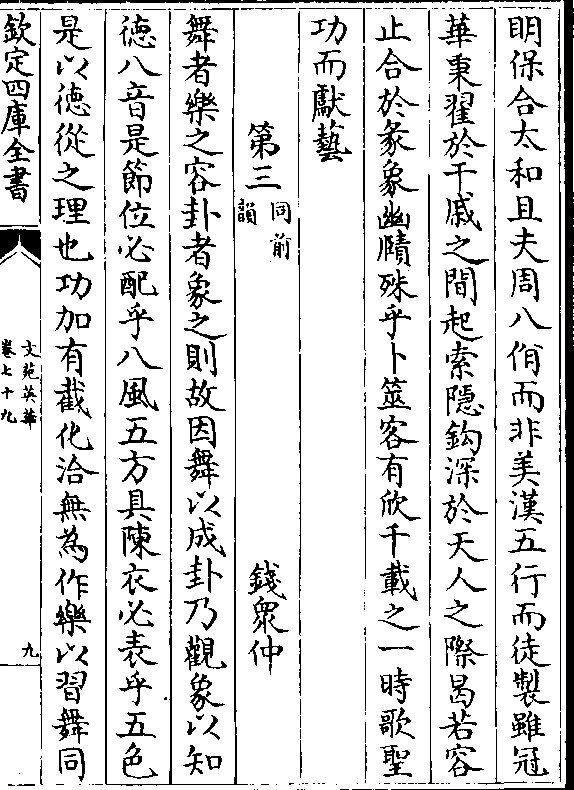 明保合太和且夫周八佾而非美漢五行而徒製雖冠
華秉翟於干戚之間起索隱鈎深於天人之際曷若容
止合於彖象幽賾殊乎卜筮客有欣千載之一時歌聖
功而獻藝
第三 同前韻 錢衆仲
舞者樂之容卦者象之則故因舞以成卦乃觀象以知
徳八音是節位必配乎八風五方具陳衣必表乎五色
是以徳從之理也功加有截化洽無為作樂以習舞同
欽定四庫全書
文苑英華
卷七十九
九